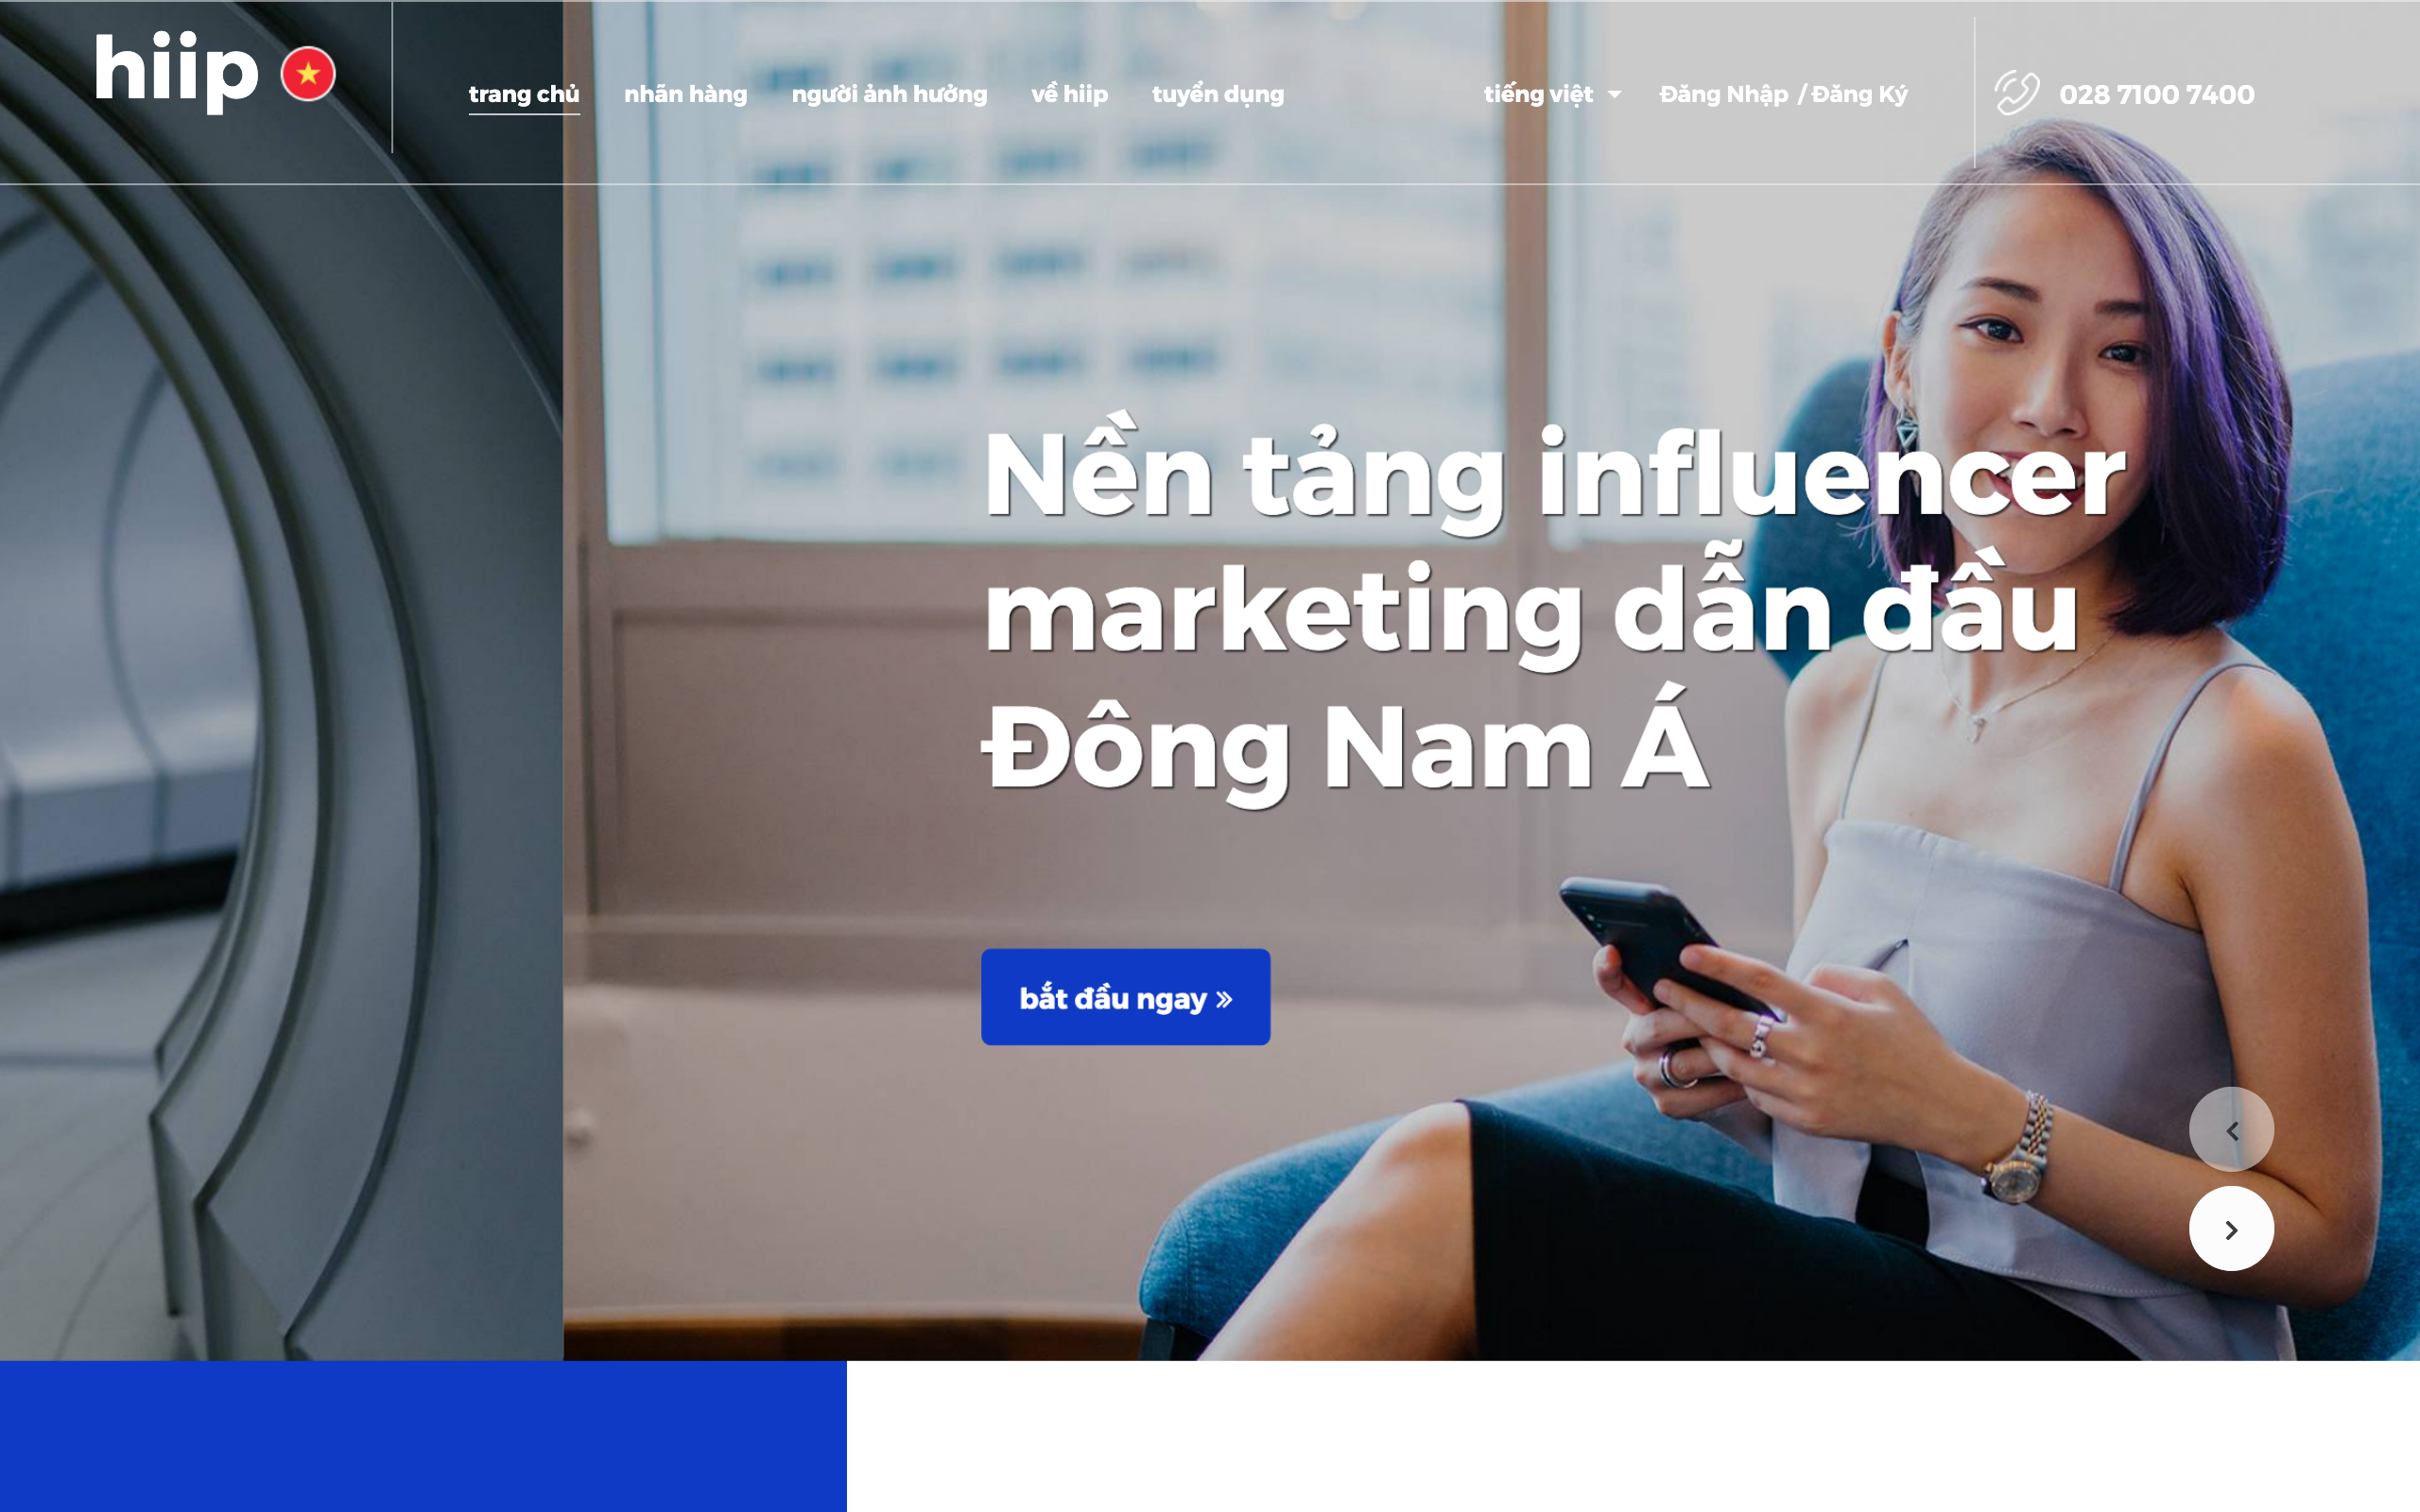 hiip
trang chủ
nhãn hàng
người ảnh hưởng
về hiip
tuyển dụng
tiếng việt
Đăng Nhập / Đăng Ký
028 7100 7400
Nền tảng influencer
marketing dẫn đầu
Đông Nam Á
bắt đầu ngay »